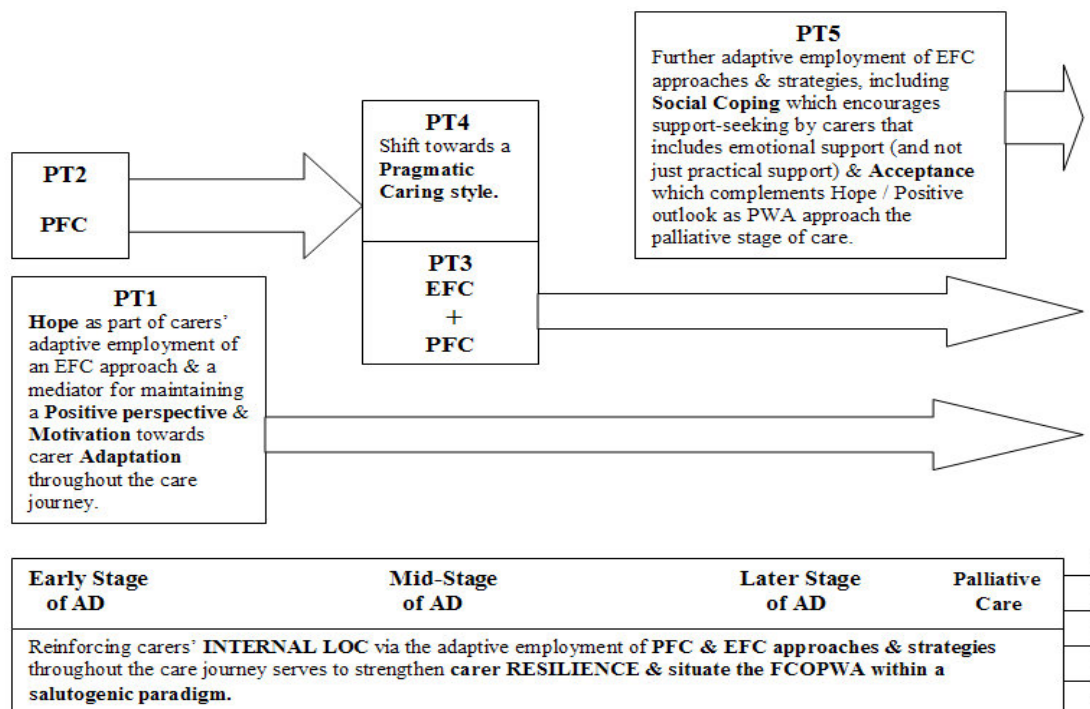 PT5
Further adaptive employment of EFC
approaches & strategies, including
Social Coping which encourages
support-seeking by carers that
includes emotional support (and not
just practical support) & Acceptance
which complements Hope / Positive
outlook as PWA approach the
palliative stage of care.
PT4
Shift towards a
Pragmatic
Caring style.
PT2
PFC
PT3
EFC
+
PFC
PT1
Hope as part of carers’
adaptive employment of
an EFC approach & a
mediator for maintaining
a Positive perspective &
Motivation towards
carer Adaptation
throughout the care
journey.
Early Stage
of AD
Mid-Stage
of AD
Later Stage
of AD
Palliative
Care
Reinforcing carers’ INTERNAL LOC via the adaptive employment of PFC & EFC approaches & strategies
throughout the care journey serves to strengthen carer RESILIENCE & situate the FCOPWA within a
salutogenic paradigm.